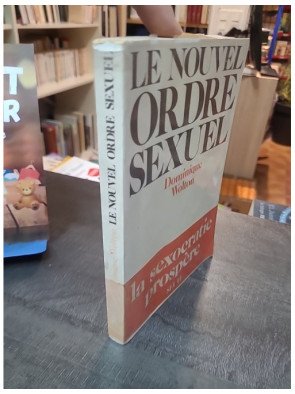 LE NOUVEL
ORDRE
SEXUEL
Dominique
Wolton
la sexocratie
prospère
LE NOUVEL ORDRE SEXUEL